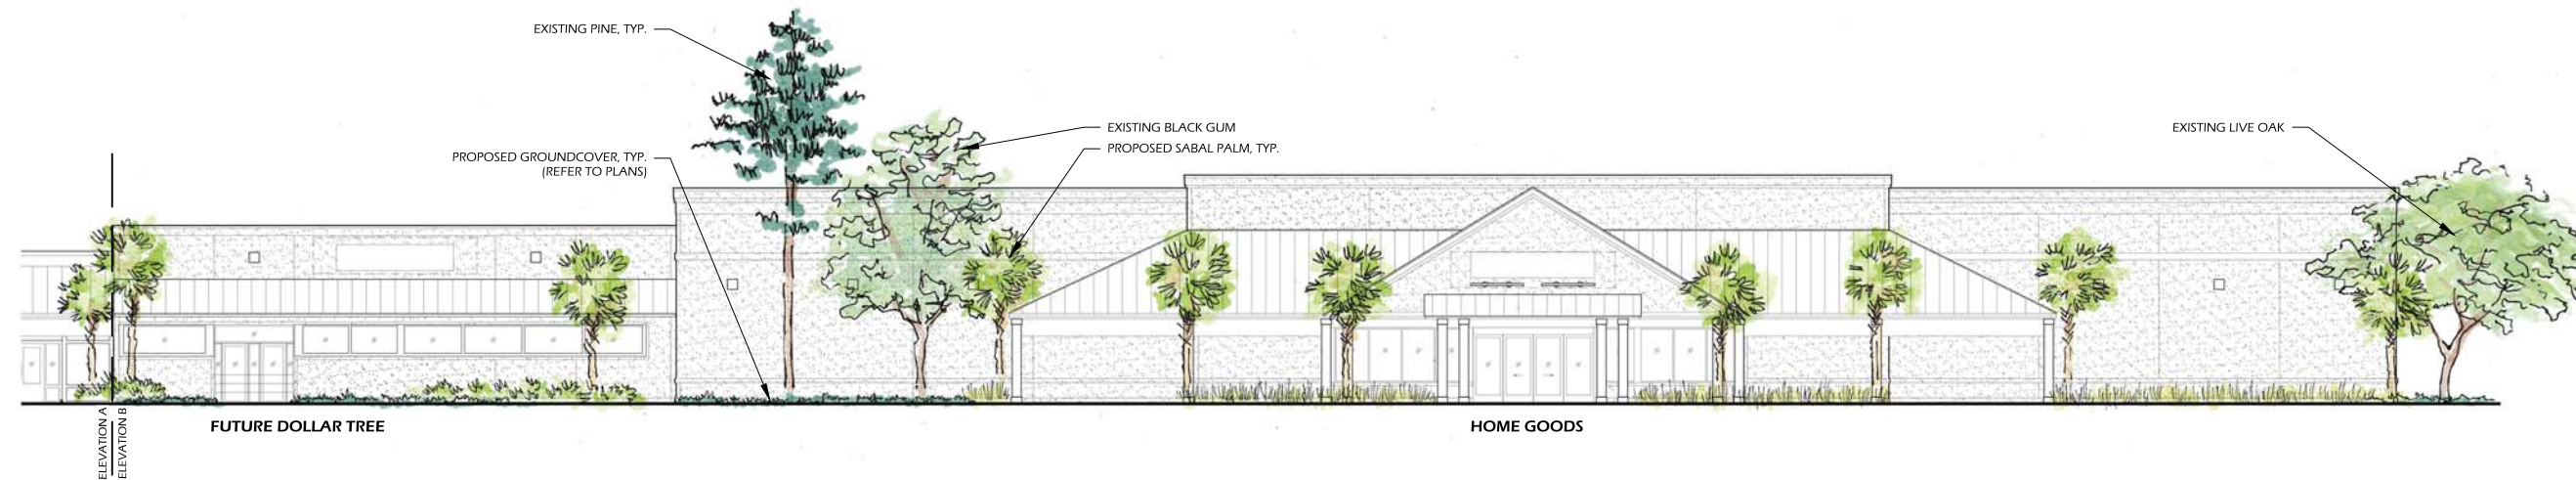 EXISTING PINE, TYP.
EXISTING BLACK GUM
EXISTING LIVE OAK
PROPOSED SABAL PALM, TYP.
PROPOSED GROUNDCOVER, TYP.
(REFER TO PLANS)
ELEVATION A
ELEVATION B
FUTURE DOLLAR TREE
HOME GOODS